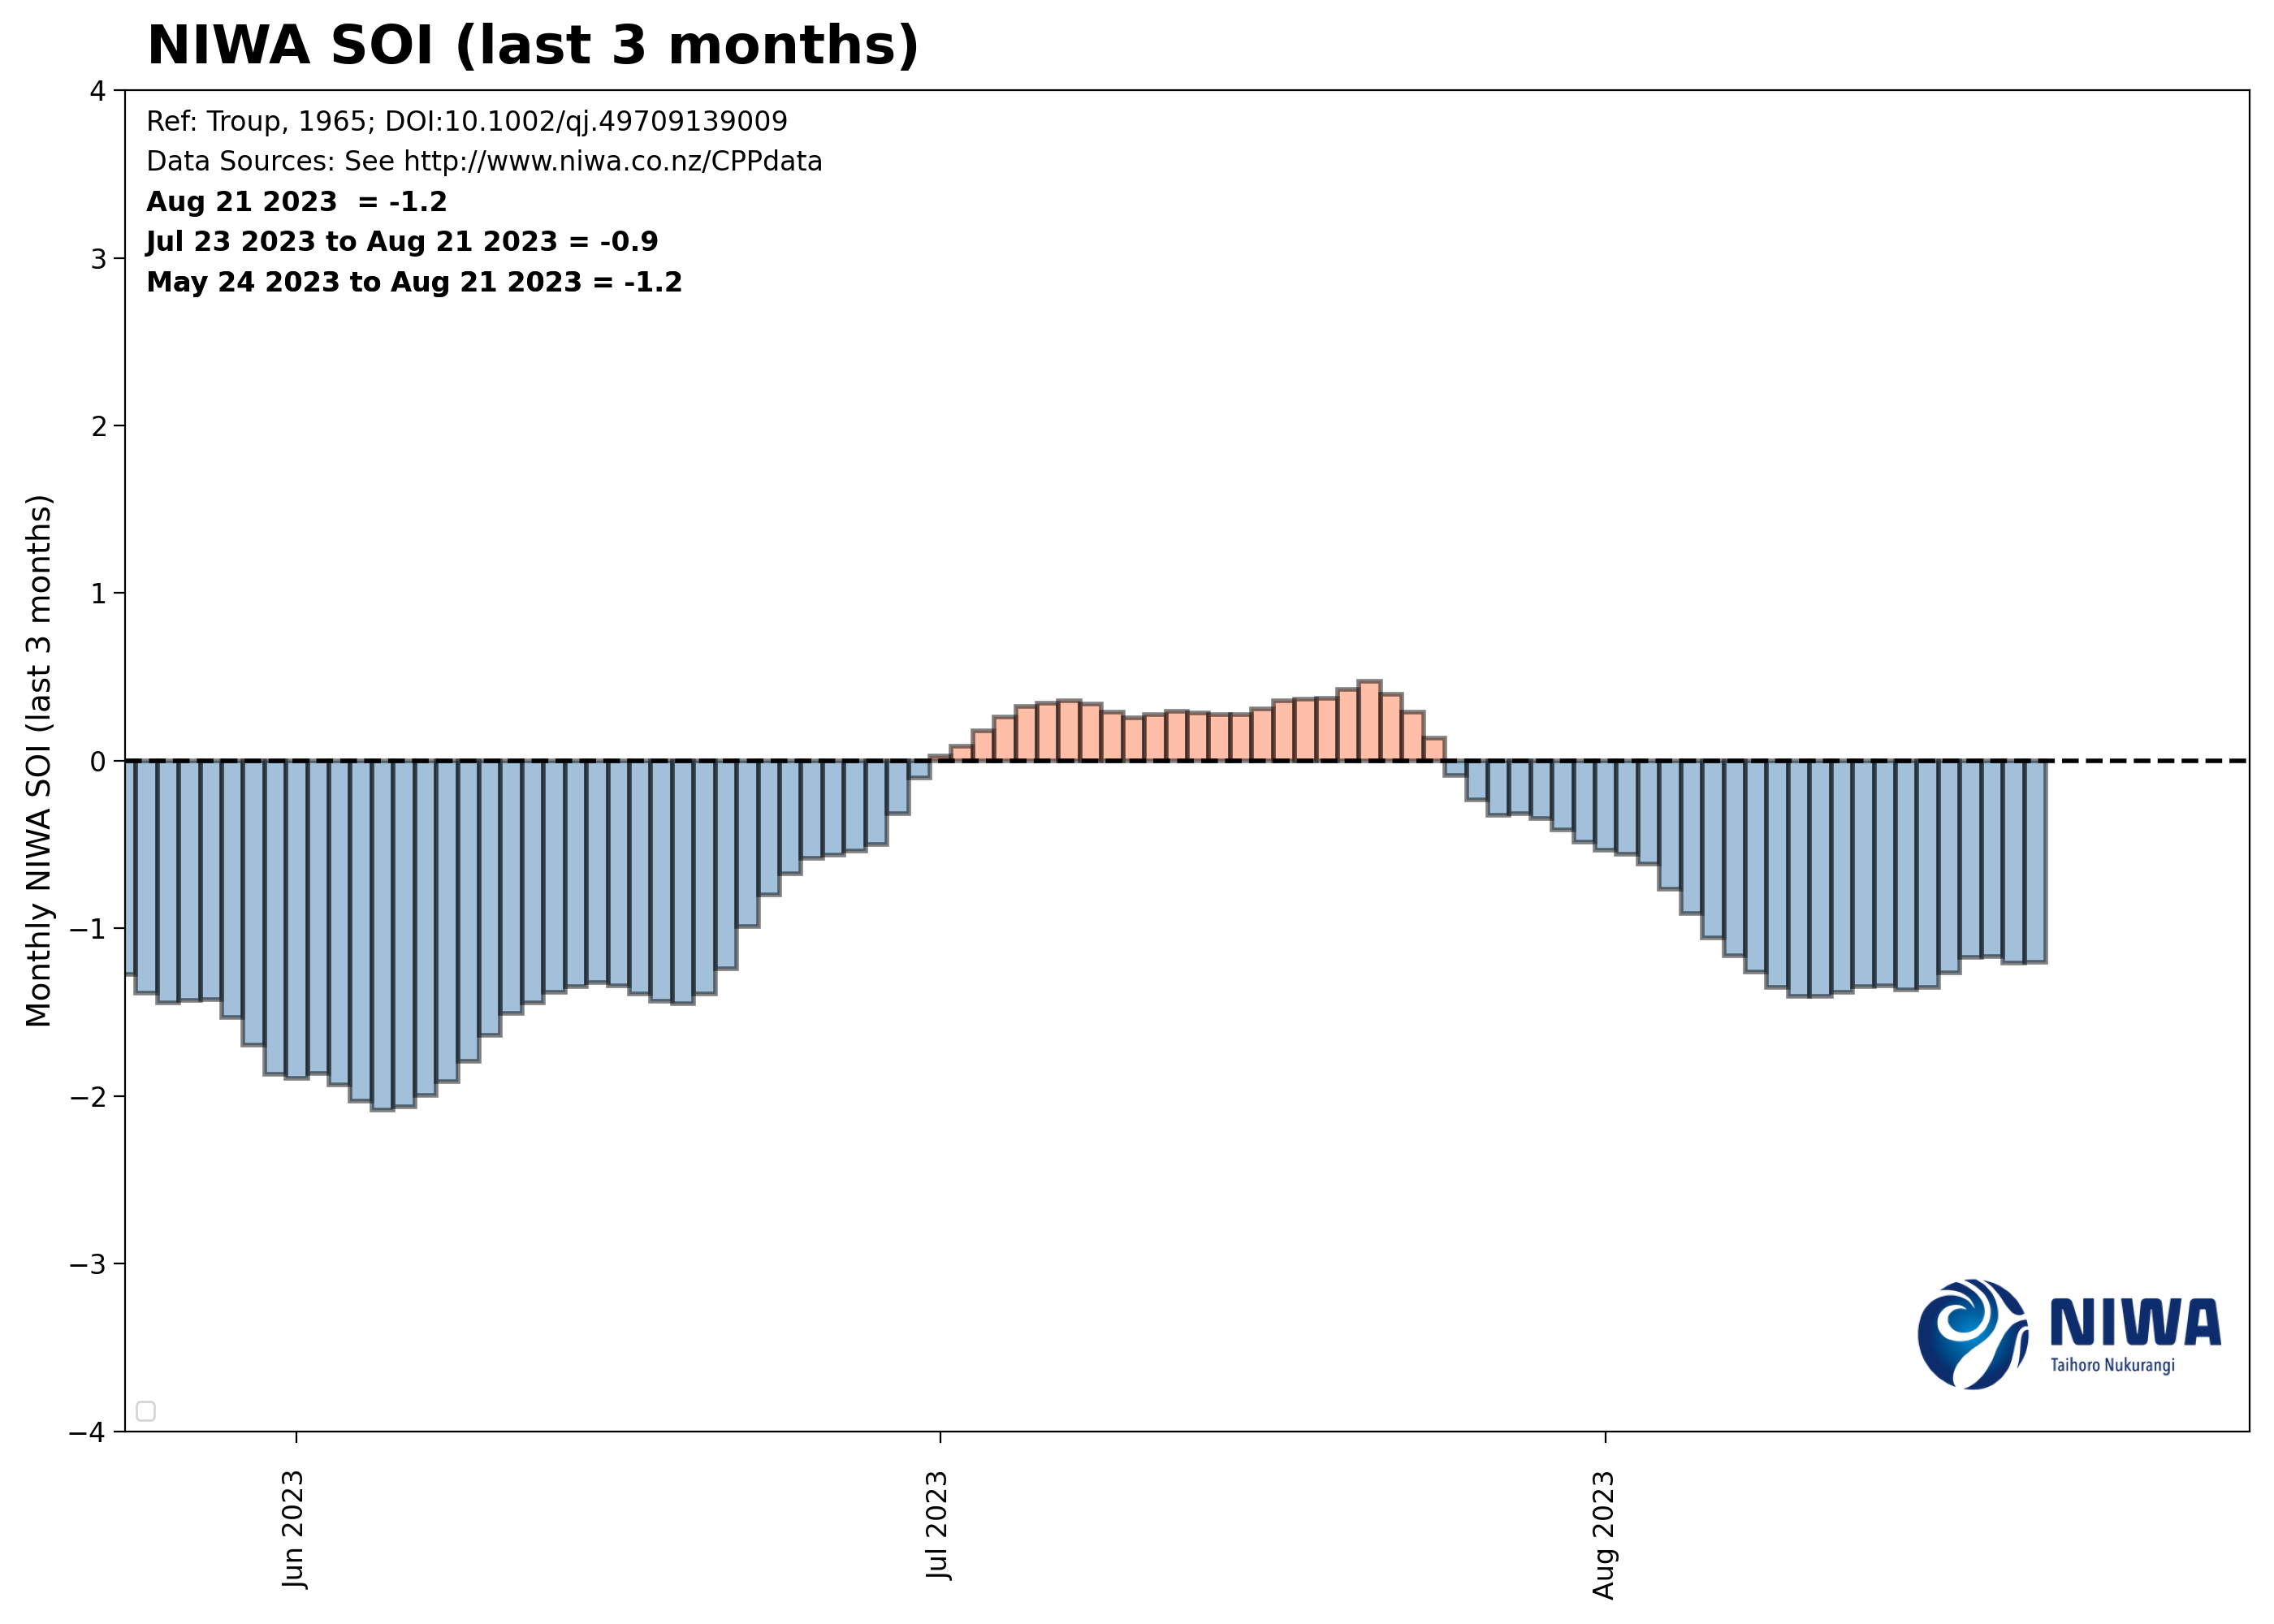 NIWA SOI (last 3 months)
Ref: Troup, 1965; DOI:10.1002/qj.49709139009
Data Sources: See http://www.niwa.co.nz/CPPdata
Aug 21 2023  = -1.2
Jul 23 2023 to Aug 21 2023 = -0.9
May 24 2023 to Aug 21 2023 = -1.2
Monthly NIWA SOI (last 3 months)
4
3
2
1
0
−1
−2
−3
−4
Jun 2023
Jul 2023
Aug 2023
NIWA
Taihoro Nukurangi